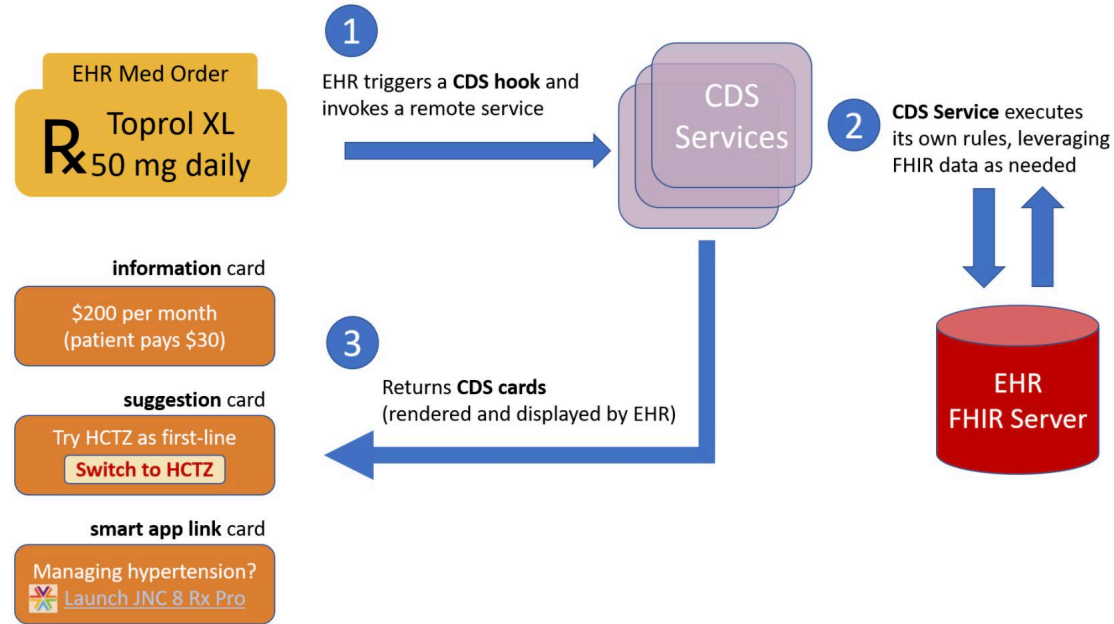 EHR Med Order
Rx Toprol XL
50 mg daily
1
EHR triggers a CDS hook and
invokes a remote service
CDS
Services
2
CDS Service executes
its own rules, leveraging
FHIR data as needed
EHR
FHIR Server
3
Returns CDS cards
(rendered and displayed by EHR)
information card
$200 per month
(patient pays $30)
suggestion card
Try HCTZ as first-line
Switch to HCTZ
smart app link card
Managing hypertension?
Launch JNC 8 Rx Pro